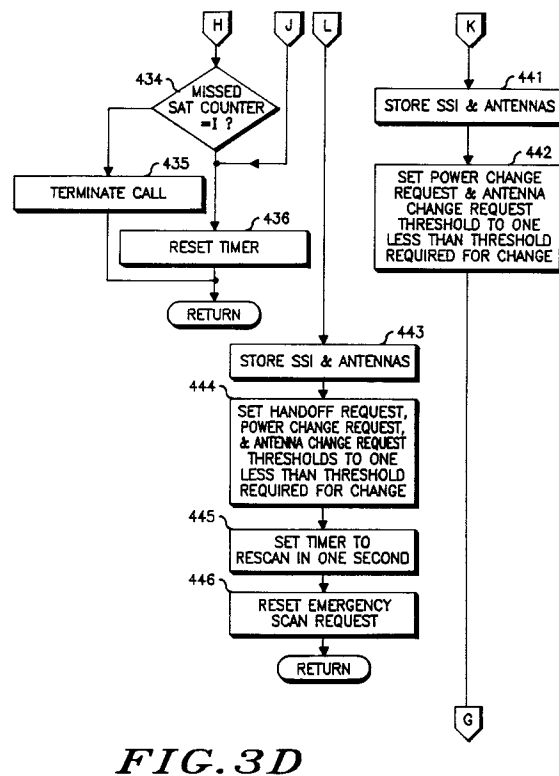 H
J
L
K
434
MISSED
SAT COUNTER
=I ?
441
STORE SSI & ANTENNAS
435
TERMINATE CALL
442
SET POWER CHANGE
REQUEST & ANTENNA
CHANGE REQUEST
THRESHOLD TO ONE
LESS THAN THRESHOLD
REQUIRED FOR CHANGE
436
RESET TIMER
RETURN
443
STORE SSI & ANTENNAS
444
SET HANDOFF REQUEST,
POWER CHANGE REQUEST,
& ANTENNA CHANGE REQUEST
THRESHOLDS TO ONE
LESS THAN THRESHOLD
REQUIRED FOR CHANGE
445
SET TIMER TO
RESCAN IN ONE SECOND
446
RESET EMERGENCY
SCAN REQUEST
RETURN
G
FIG.3D